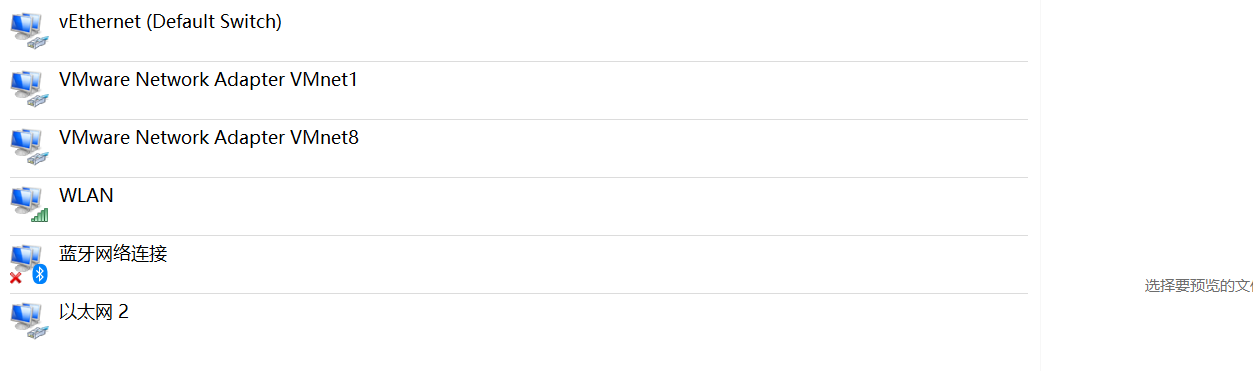 vEthernet (Default Switch)
VMware Network Adapter VMnet1
VMware Network Adapter VMnet8
WLAN
蓝牙网络连接
选择要预览的文
以太网 2